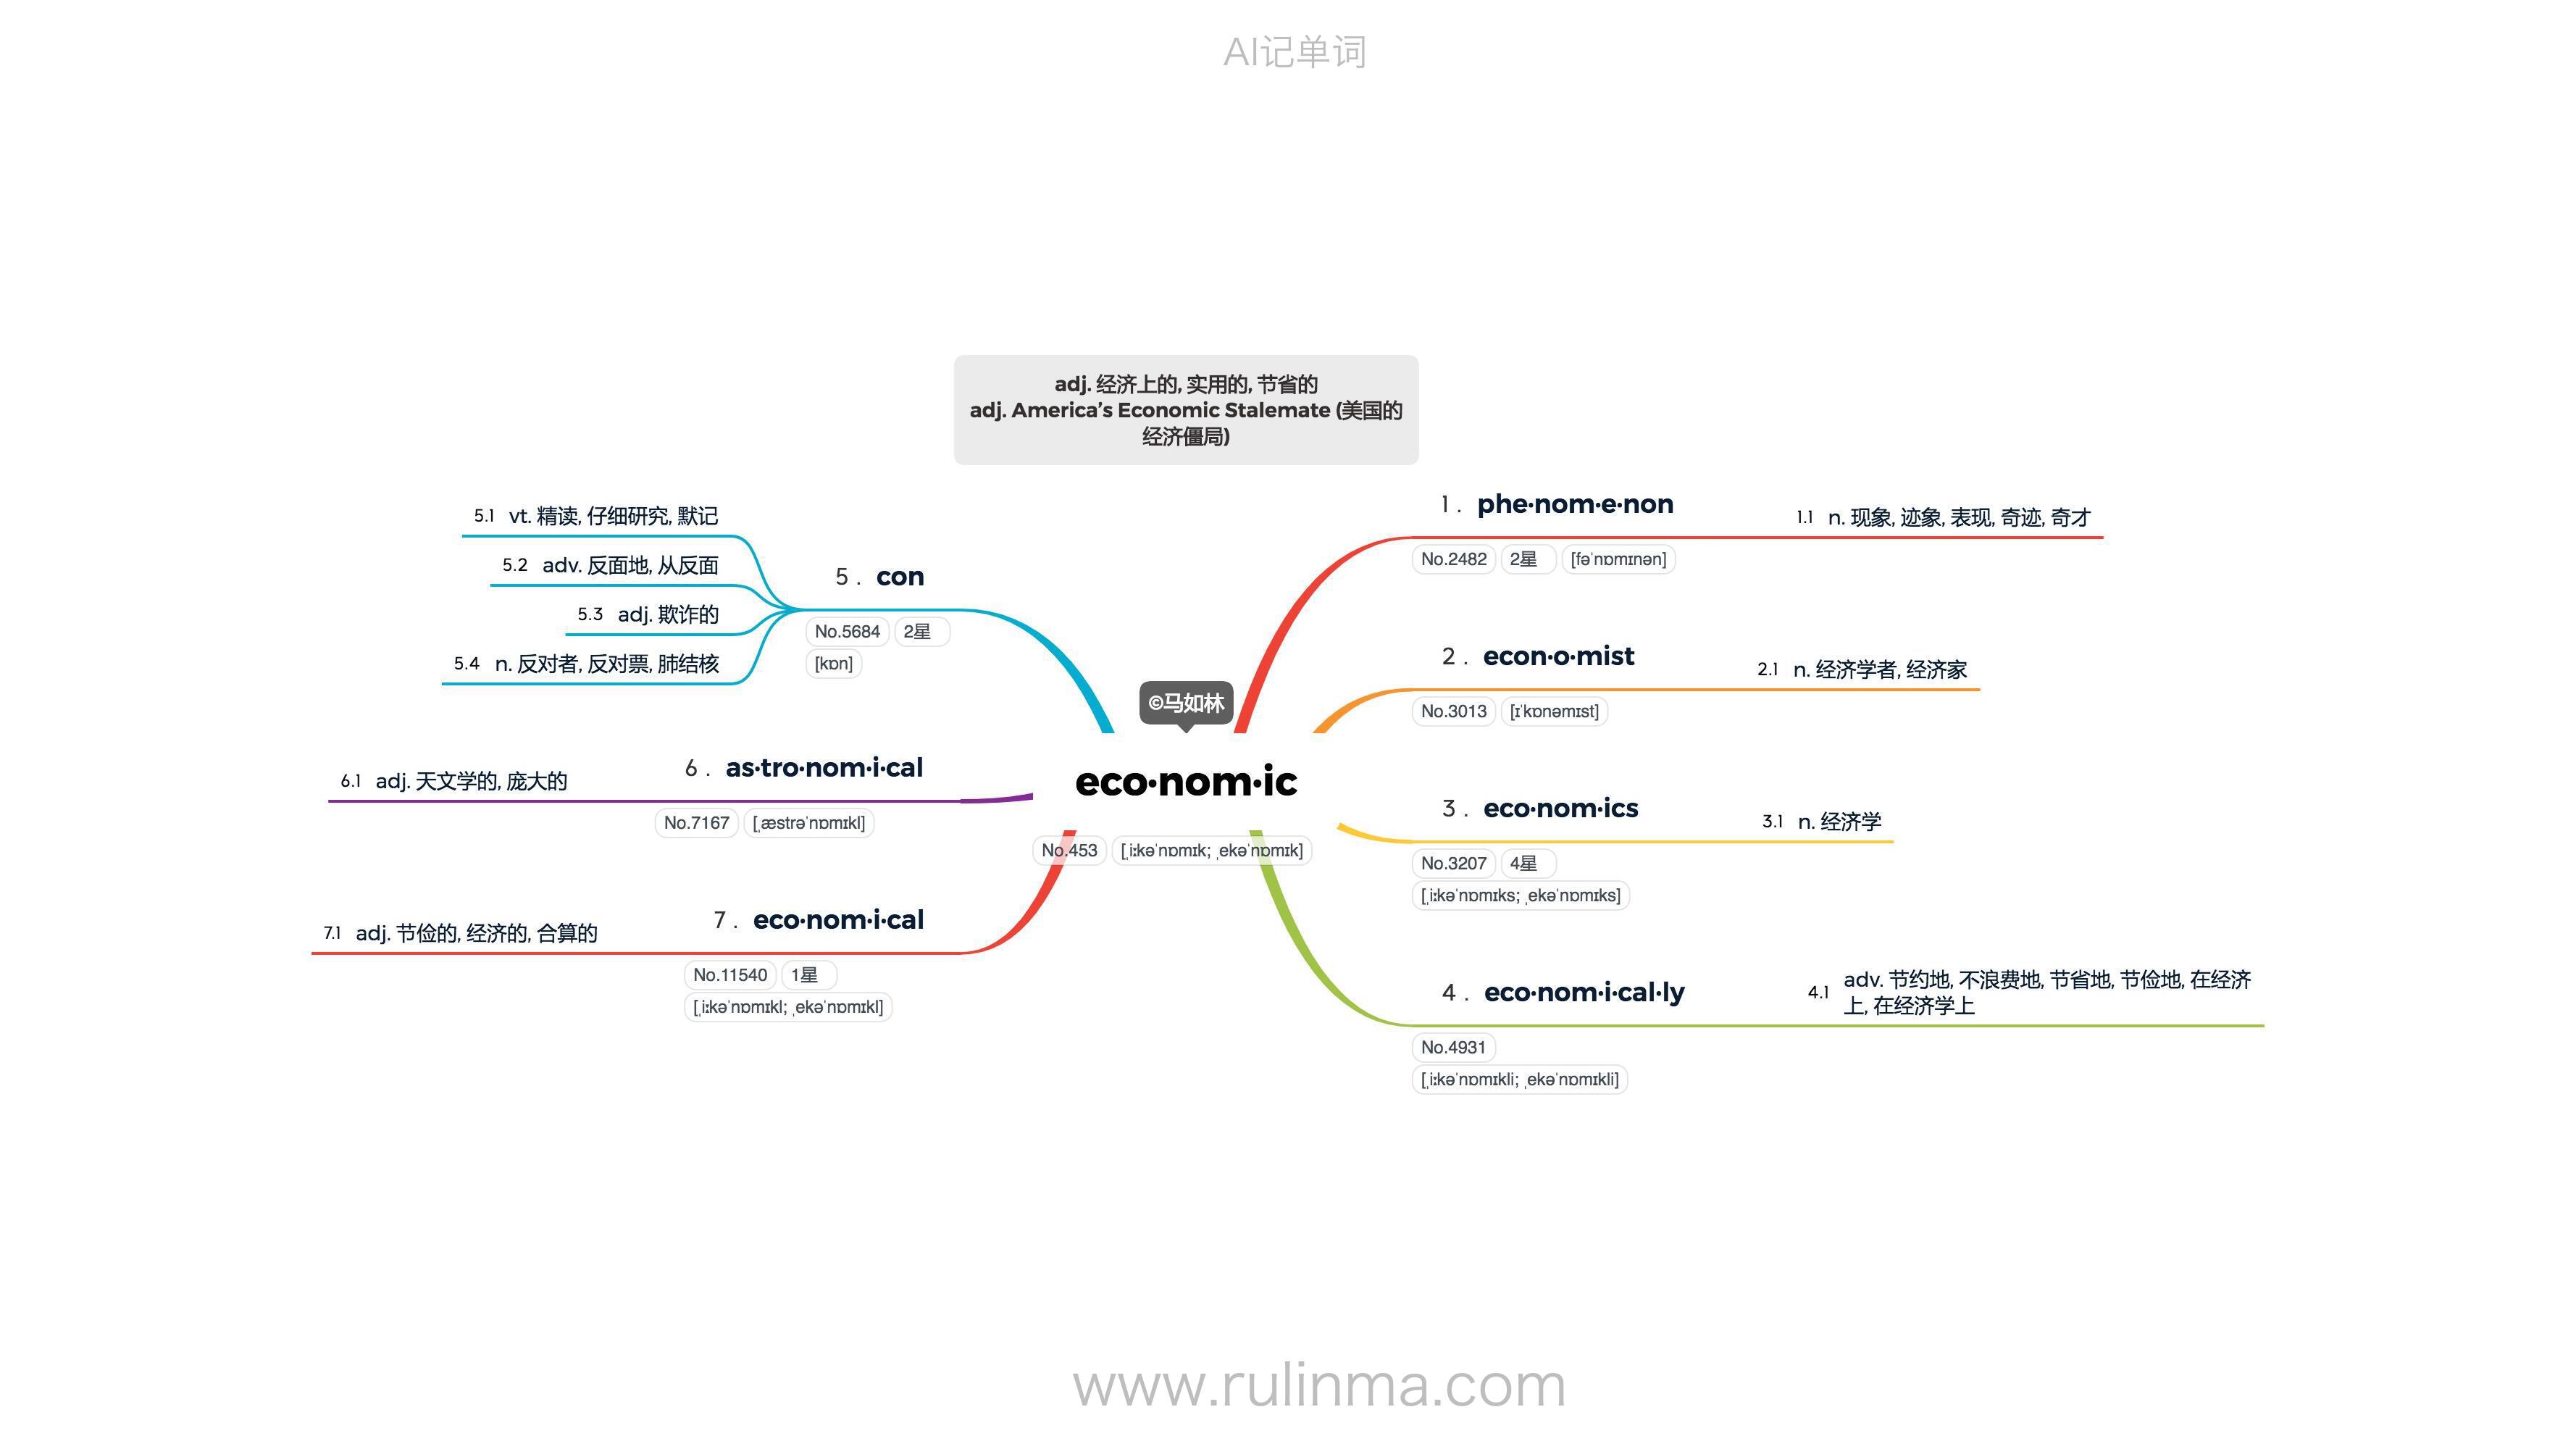 AI记单词
adj. 经济上的, 实用的, 节省的
adj. America’s Economic Stalemate (美国的
经济僵局)
©马如林
eco·nom·ic
No.453 [ˌiːkəˈnɒmɪk; ˌekəˈnɒmɪk]
1 . phe·nom·e·non
No.2482 2星 [fəˈnɒmɪnən]
1.1 n. 现象, 迹象, 表现, 奇迹, 奇才
2 . econ·o·mist
No.3013 [ɪˈkɒnəmɪst]
2.1 n. 经济学者, 经济家
3 . eco·nom·ics
No.3207 4星
[ˌiːkəˈnɒmɪks; ˌekəˈnɒmɪks]
3.1 n. 经济学
4 . eco·nom·i·cal·ly
No.4931
[ˌiːkəˈnɒmɪkli; ˌekəˈnɒmɪkli]
4.1 adv. 节约地, 不浪费地, 节省地, 节俭地, 在经济
上, 在经济学上
5 . con
No.5684 2星
[kɒn]
5.1 vt. 精读, 仔细研究, 默记
5.2 adv. 反面地, 从反面
5.3 adj. 欺诈的
5.4 n. 反对者, 反对票, 肺结核
6 . as·tro·nom·i·cal
No.7167 [ˌæstrəˈnɒmɪkl]
6.1 adj. 天文学的, 庞大的
7 . eco·nom·i·cal
No.11540 1星
[ˌiːkəˈnɒmɪkl; ˌekəˈnɒmɪkl]
7.1 adj. 节俭的, 经济的, 合算的
www.rulinma.com